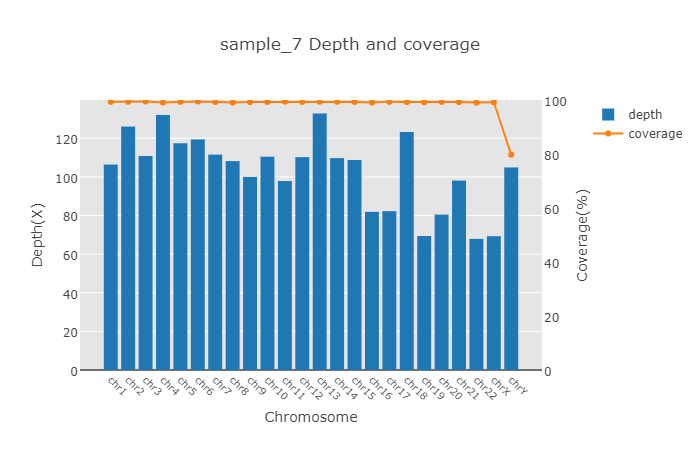 sample_7 Depth and coverage
depth
coverage
Depth(X)
120
100
80
60
40
20
0
Coverage(%)
100
80
60
40
20
0
chr1
chr2
chr3
chr4
chr5
chr6
chr7
chr8
chr9
chr10
chr11
chr12
chr13
chr14
chr15
chr16
chr17
chr18
chr19
chr20
chr21
chr22
chrX
chrY
Chromosome